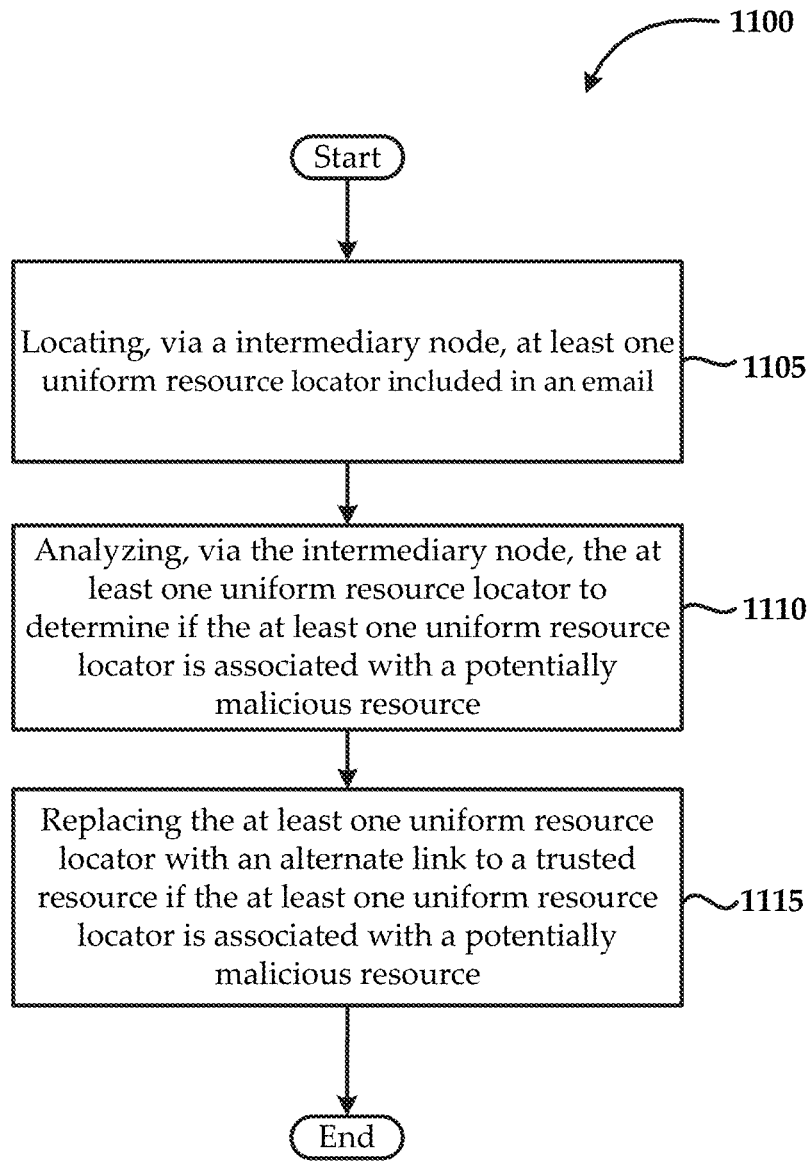 1100
Start
Locating, via a intermediary node, at least one
uniform resource locator included in an email
1105
Analyzing, via the intermediary node, the at
least one uniform resource locator to
determine if the at least one uniform resource
locator is associated with a potentially
malicious resource
1110
Replacing the at least one uniform resource
locator with an alternate link to a trusted
resource if the at least one uniform resource
locator is associated with a potentially
malicious resource
1115
End